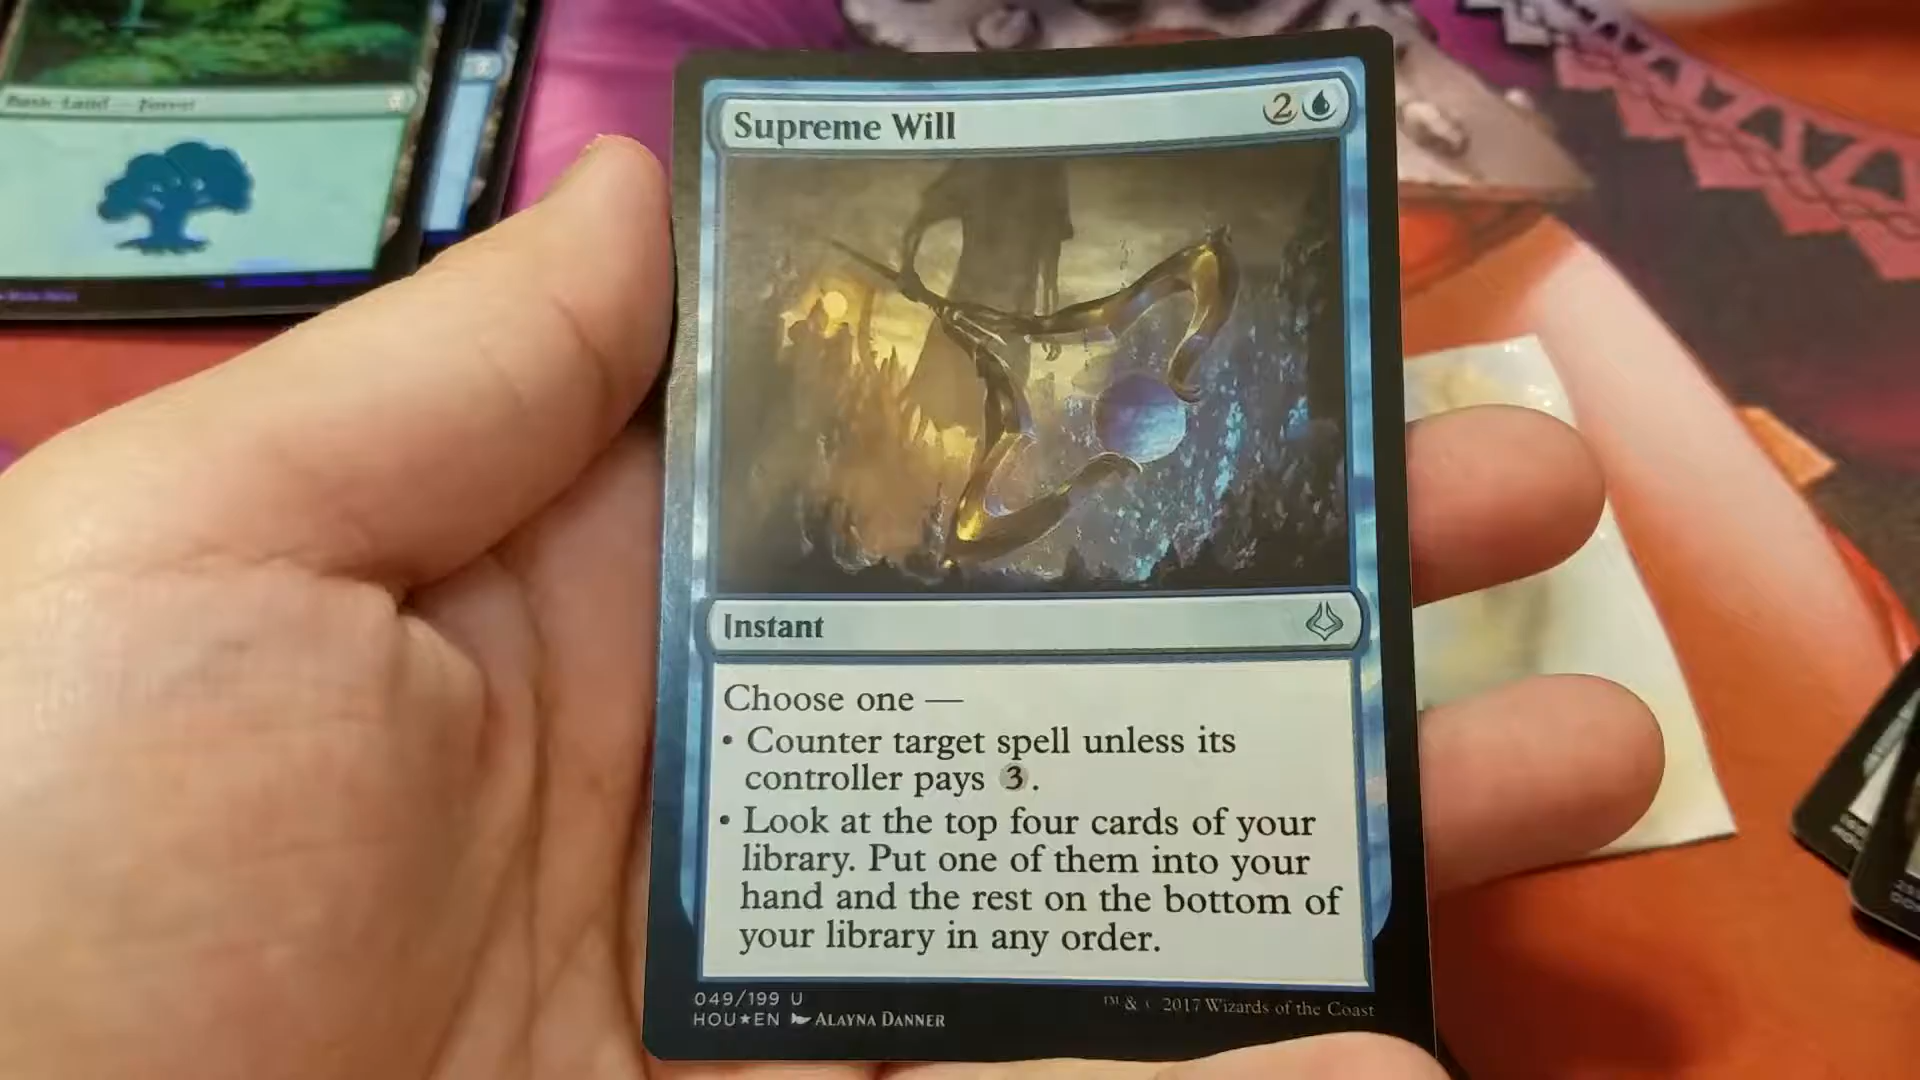 Basic Land — Forest
Supreme Will
2
Instant
Choose one —
• Counter target spell unless its
controller pays 3.
• Look at the top four cards of your
library. Put one of them into your
hand and the rest on the bottom of
your library in any order.
049/199 U
HOU★EN ALAYNA DANNER
™ & © 2017 Wizards of the Coast